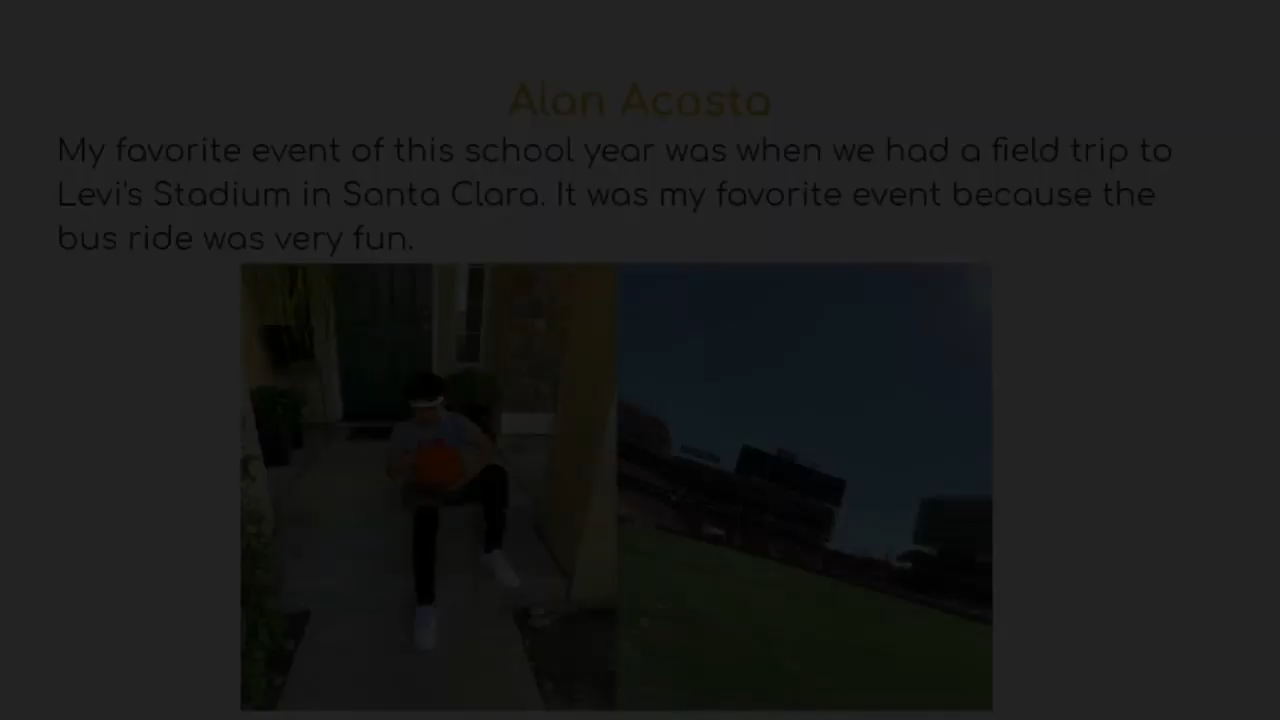 Alan Acosta
My favorite event of this school year was when we had a field trip to
Levi's Stadium in Santa Clara. It was my favorite event because the
bus ride was very fun.